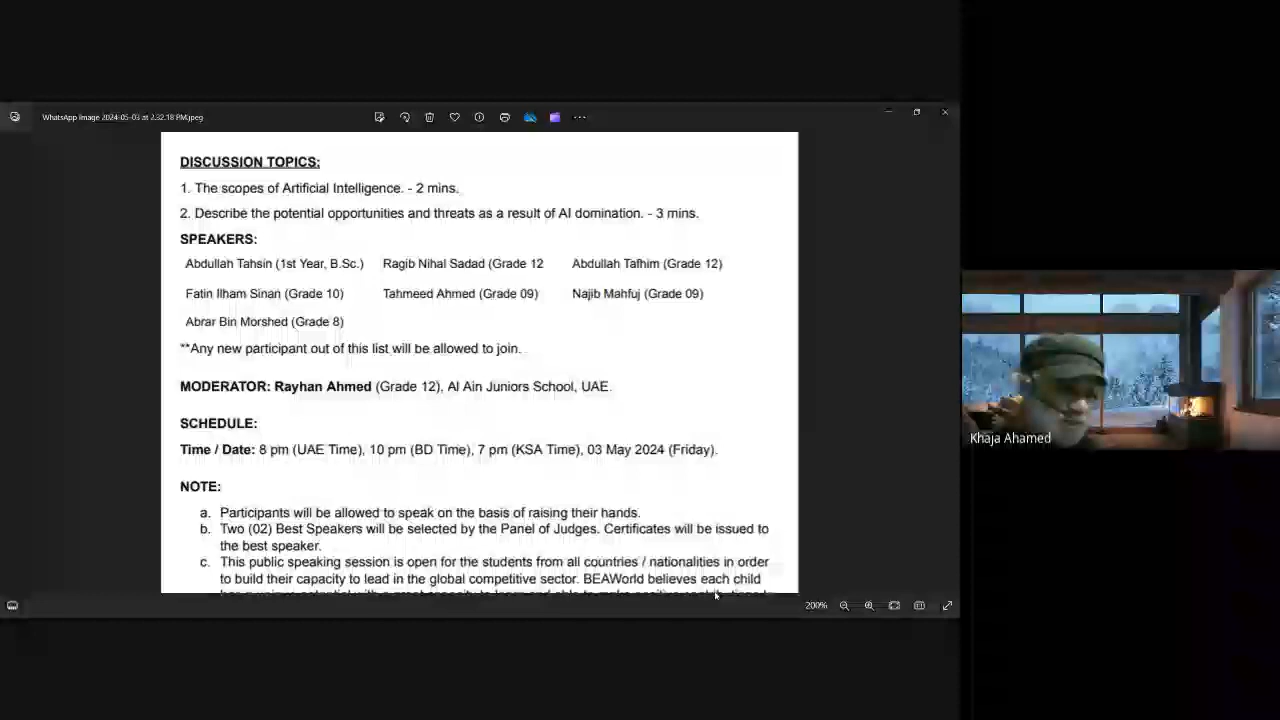 WhatsApp Image 2024-05-03 at 2.32.18 PM.jpeg
DISCUSSION TOPICS:
1. The scopes of Artificial Intelligence. - 2 mins.
2. Describe the potential opportunities and threats as a result of AI domination. - 3 mins.
SPEAKERS:
Abdullah Tahsin (1st Year, B.Sc.) Ragib Nihal Sadad (Grade 12 Abdullah Tafhim (Grade 12)
Fatin Ilham Sinan (Grade 10) Tahmeed Ahmed (Grade 09) Najib Mahfuj (Grade 09)
Abrar Bin Morshed (Grade 8)
**Any new participant out of this list will be allowed to join.
MODERATOR: Rayhan Ahmed (Grade 12), Al Ain Juniors School, UAE.
SCHEDULE:
Time / Date: 8 pm (UAE Time), 10 pm (BD Time), 7 pm (KSA Time), 03 May 2024 (Friday).
NOTE:
a. Participants will be allowed to speak on the basis of raising their hands.
b. Two (02) Best Speakers will be selected by the Panel of Judges. Certificates will be issued to
the best speaker.
c. This public speaking session is open for the students from all countries / nationalities in order
to build their capacity to lead in the global competitive sector. BEAWorld believes each child
200%
Khaja Ahamed